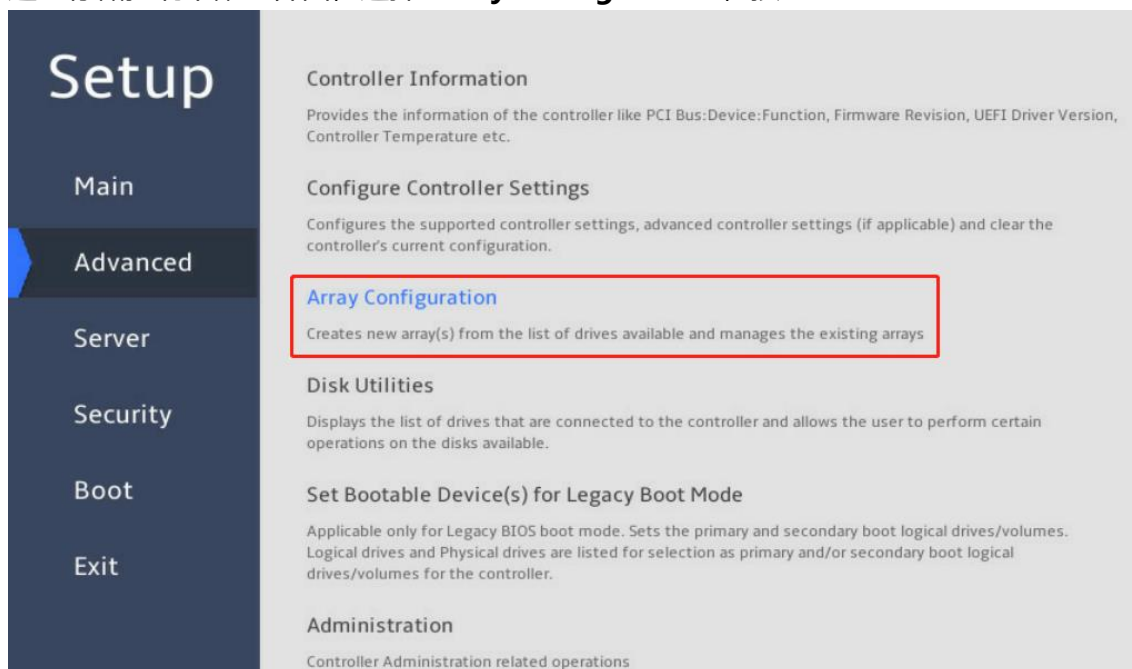 Setup
Main
Advanced
Server
Security
Boot
Exit
Controller Information
Provides the information of the controller like PCI Bus:Device:Function, Firmware Revision, UEFI Driver Version,
Controller Temperature etc.
Configure Controller Settings
Configures the supported controller settings, advanced controller settings (if applicable) and clear the
controller's current configuration.
Array Configuration
Creates new array(s) from the list of drives available and manages the existing arrays
Disk Utilities
Displays the list of drives that are connected to the controller and allows the user to perform certain
operations on the disks available.
Set Bootable Device(s) for Legacy Boot Mode
Applicable only for Legacy BIOS boot mode. Sets the primary and secondary boot logical drives/volumes.
Logical drives and Physical drives are listed for selection as primary and/or secondary boot logical
drives/volumes for the controller.
Administration
Controller Administration related operations